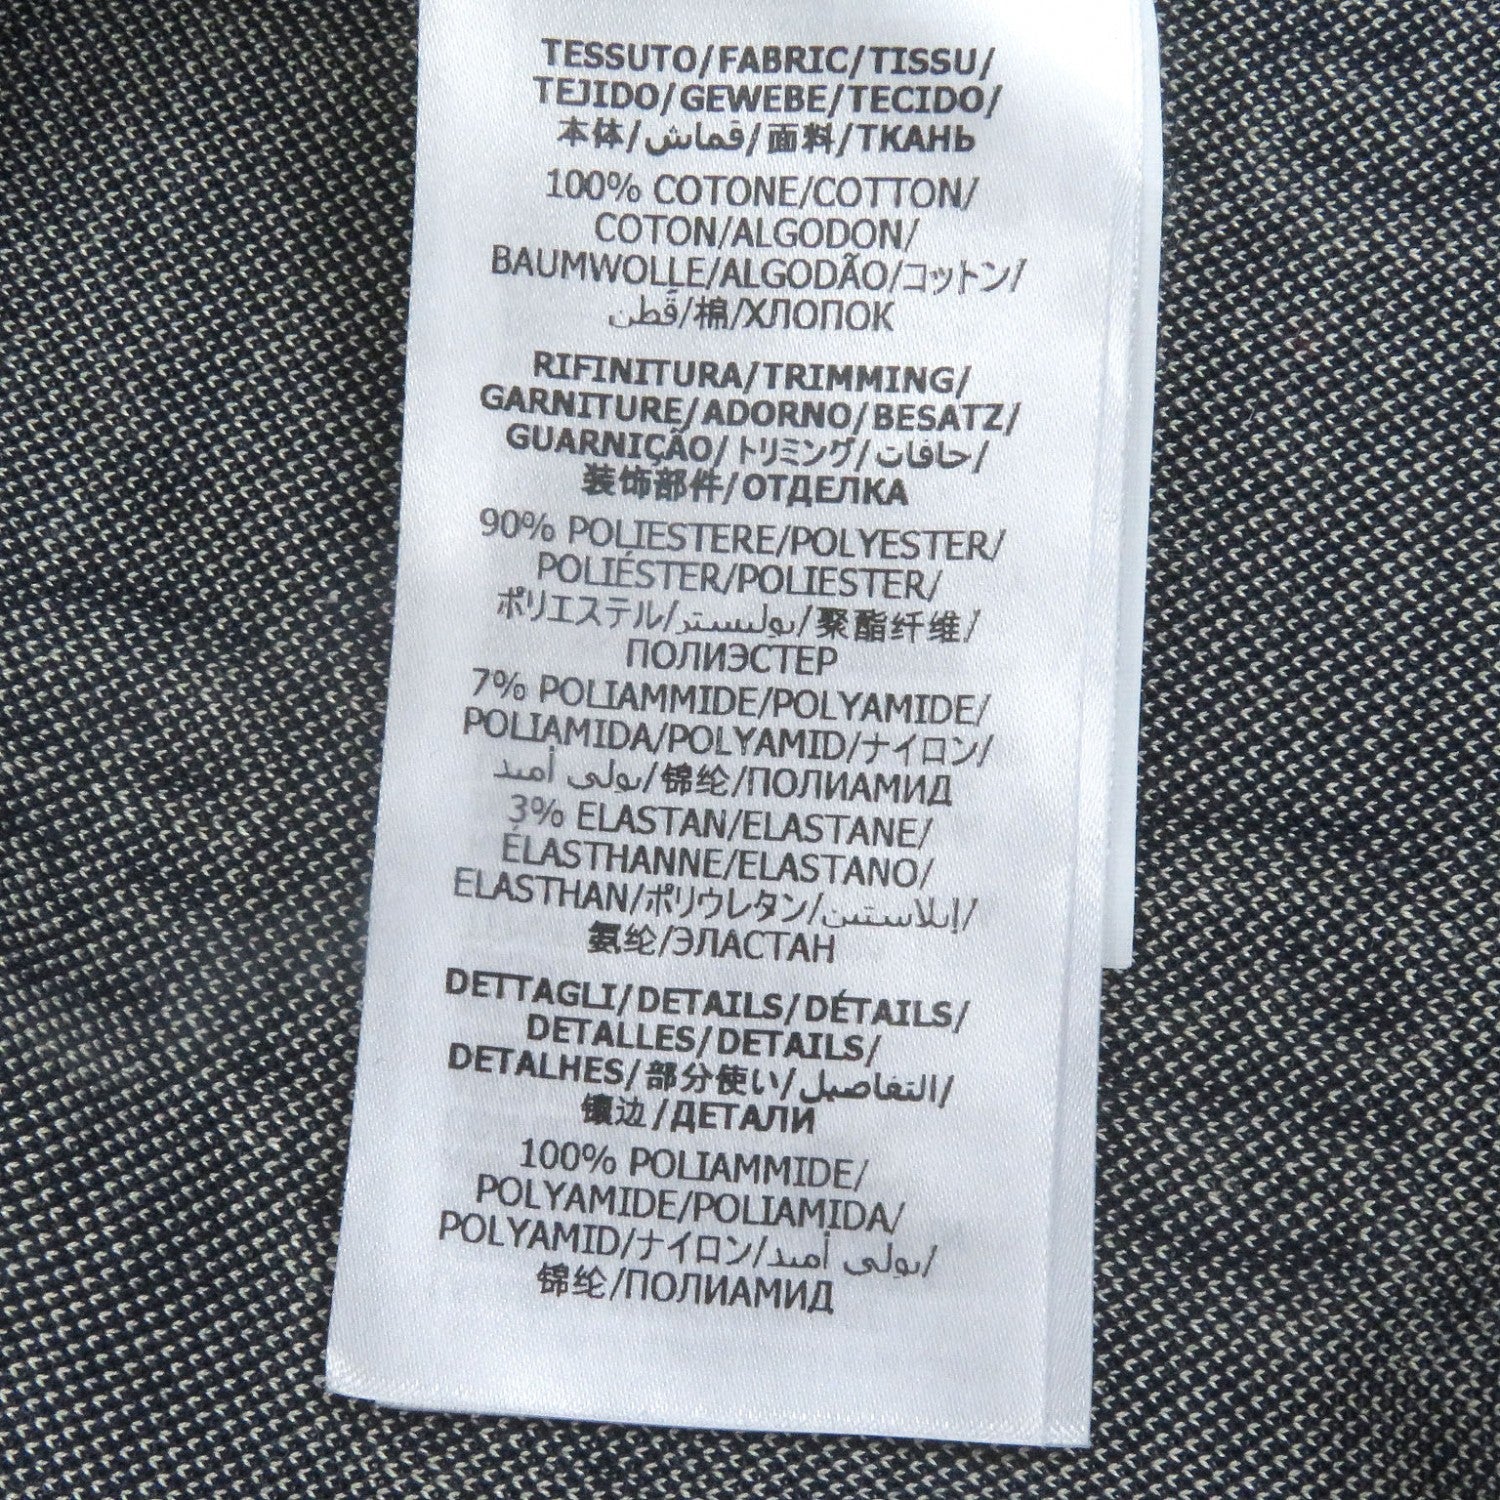 TESSUTO/FABRIC/TISSU/
TEJIDO/GEWEBE/TECIDO/
本体/قماش/面料/ТКАНЬ
100% COTONE/COTTON/
COTON/ALGODON/
BAUMWOLLE/ALGODÃO/コットン/
قطن/棉/ХЛОПОК
RIFINITURA/TRIMMING/
GARNITURE/ADORNO/BESATZ/
GUARNIÇÃO/トリミング/حافات/
装饰部件/ОТДЕЛКА
90% POLIESTERE/POLYESTER/
POLIÉSTER/POLIESTER/
ポリエステル/بوليستر/聚酯纤维/
ПОЛИЭСТЕР
7% POLIAMMIDE/POLYAMIDE/
POLIAMIDA/POLYAMID/ナイロン/
بولي أميد/锦纶/ПОЛИАМИД
3% ELASTAN/ELASTANE/
ÉLASTHANNE/ELASTANO/
ELASTHAN/ポリウレタン/إيلاستين/
氨纶/ЭЛАСТАН
DETTAGLI/DETAILS/DÉTAILS/
DETALLES/DETAILS/
DETALHES/部分使い/التفاصيل/
镶边/ДЕТАЛИ
100% POLIAMMIDE/
POLYAMIDE/POLIAMIDA/
POLYAMID/ナイロン/بولي أميد/
锦纶/ПОЛИАМИД